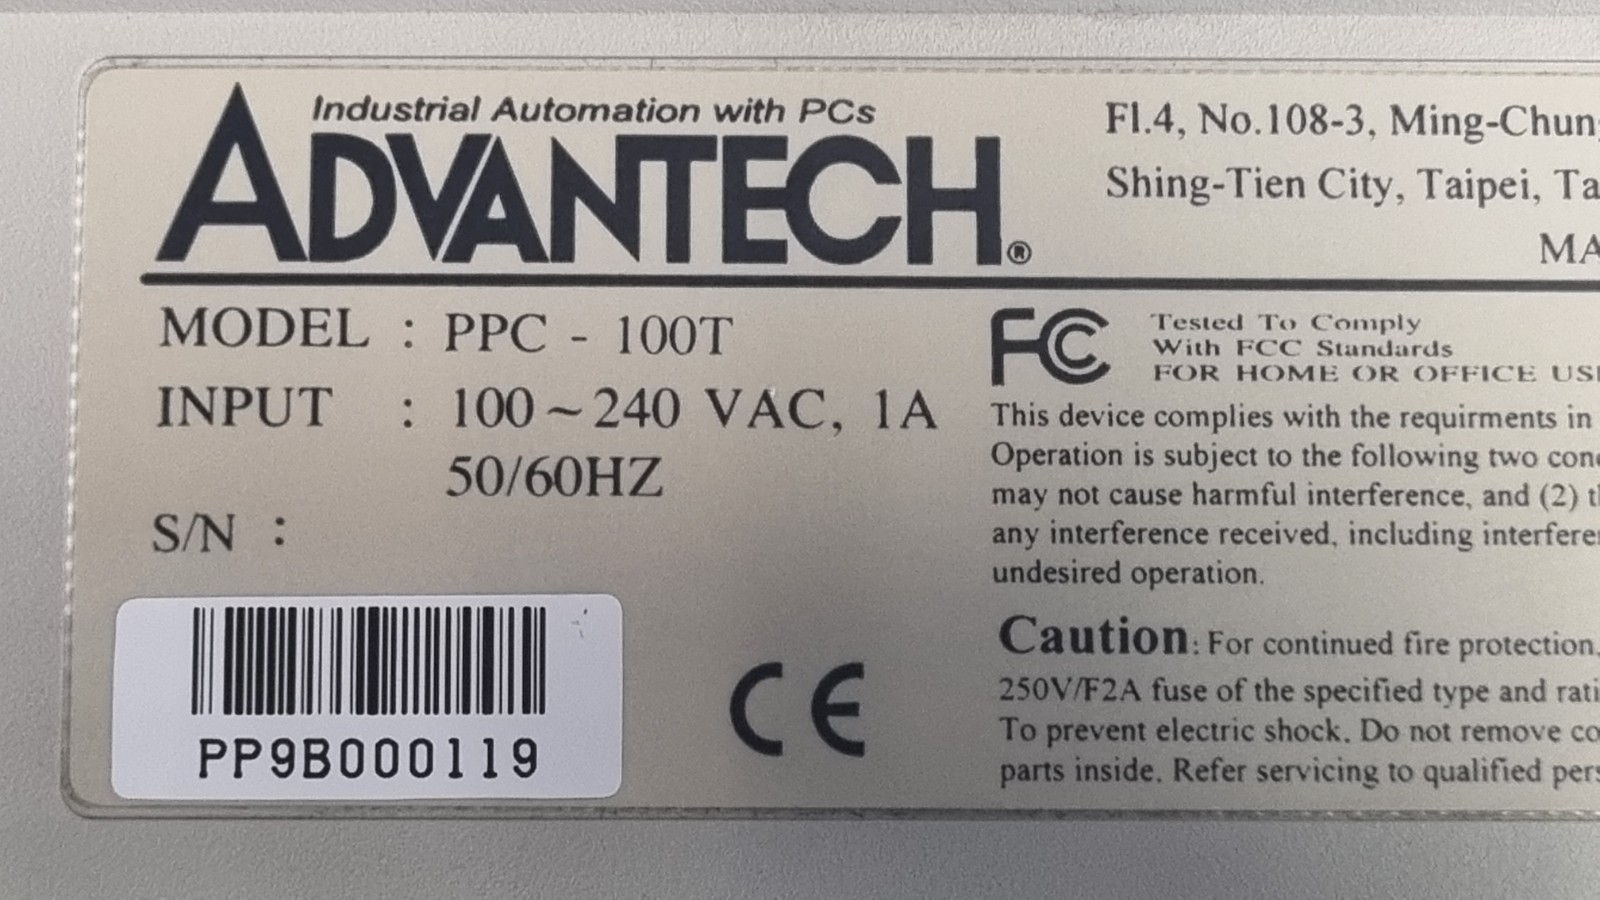 Industrial Automation with PCs
ADVANTECH®
Fl.4, No.108-3, Ming-Chun
Shing-Tien City, Taipei, Ta
MA
MODEL : PPC - 100T
INPUT : 100~240 VAC, 1A
50/60HZ
S/N :
PP9B000119
CE
FC
Tested To Comply
With FCC Standards
FOR HOME OR OFFICE USE
This device complies with the requirments in
Operation is subject to the following two con
may not cause harmful interference, and (2) t
any interference received, including interfere
undesired operation.
Caution: For continued fire protection,
250V/F2A fuse of the specified type and rati
To prevent electric shock. Do not remove co
parts inside. Refer servicing to qualified pers